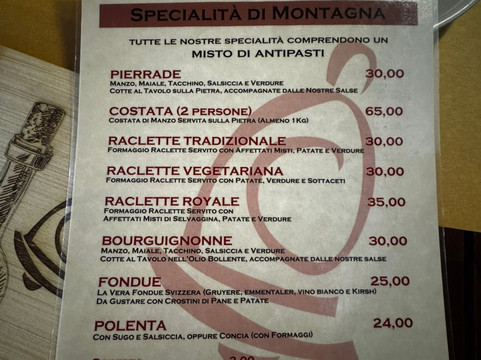 Specialità di Montagna
Tutte le nostre specialità comprendono un
misto di antipasti
Pierrade 30,00
Manzo, Maiale, Tacchino, Salsiccia e Verdure
Cotte al Tavolo sulla Pietra, accompagnate dalle Nostre Salse
Costata (2 persone) 65,00
Costata di Manzo Servita sulla Pietra (Almeno 1Kg)
Raclette Tradizionale 30,00
Formaggio Raclette Servito con Affettati Misti, Patate e Verdure
Raclette Vegetariana 30,00
Formaggio Raclette Servito con Patate, Verdure e Sottaceti
Raclette Royale 35,00
Formaggio Raclette Servito con
Affettati Misti di Selvaggina, Patate e Verdure
Bourguignonne 30,00
Manzo, Maiale, Tacchino, Salsiccia e Verdure
Cotte al Tavolo nell'Olio Bollente, accompagnate dalle nostre salse
Fondue 25,00
La Vera Fondue Svizzera (Gruyere, emmentaler, vino bianco e Kirsh)
Da Gustare con Crostini di Pane e Patate
Polenta 24,00
Con Sugo e Salsiccia, oppure Concia (con Formaggi)